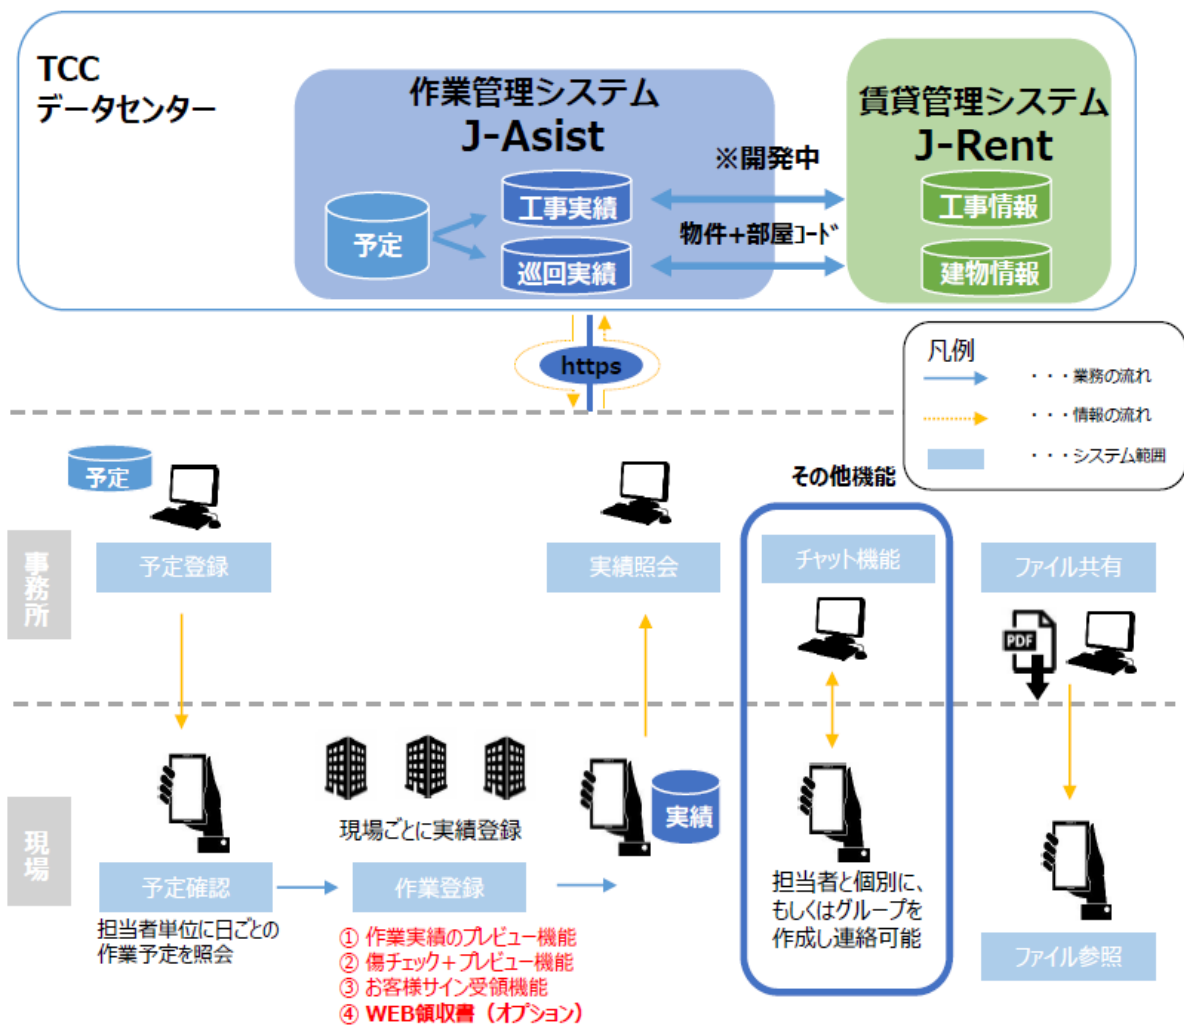 TCC
データセンター
作業管理システム
J-Asist
賃貸管理システム
J-Rent
※開発中
予定
工事実績
巡回実績
物件+部屋ｺｰﾄﾞ
工事情報
建物情報
https
凡例
・・・業務の流れ
・・・情報の流れ
・・・システム範囲
予定
その他機能
事務所
予定登録
実績照会
チャット機能
ファイル共有
PDF
現場
現場ごとに実績登録
実績
予定確認
作業登録
担当者単位に日ごとの
作業予定を照会
① 作業実績のプレビュー機能
② 傷チェック+プレビュー機能
③ お客様サイン受領機能
④ WEB領収書（オプション）
担当者と個別に、
もしくはグループを
作成し連絡可能
ファイル参照